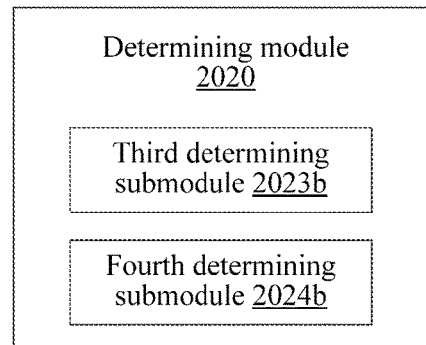 Determining module
2020
Third determining
submodule 2023b
Fourth determining
submodule 2024b